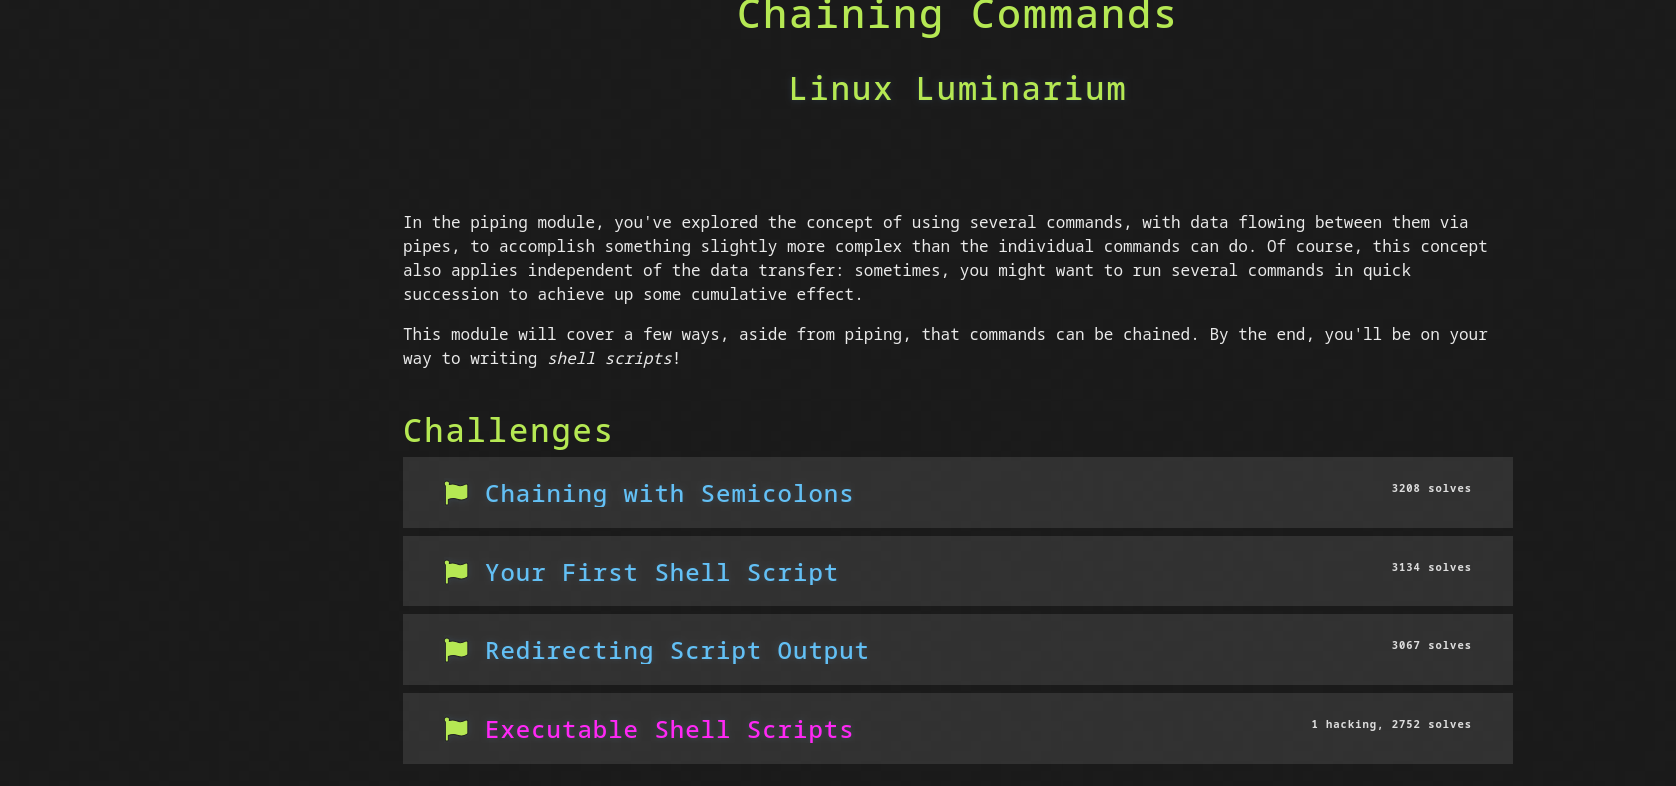 Chaining Commands
Linux Luminarium
In the piping module, you've explored the concept of using several commands, with data flowing between them via
pipes, to accomplish something slightly more complex than the individual commands can do. Of course, this concept
also applies independent of the data transfer: sometimes, you might want to run several commands in quick
succession to achieve up some cumulative effect.
This module will cover a few ways, aside from piping, that commands can be chained. By the end, you'll be on your
way to writing shell scripts!
Challenges
Chaining with Semicolons 3208 solves
Your First Shell Script 3134 solves
Redirecting Script Output 3067 solves
Executable Shell Scripts 1 hacking, 2752 solves